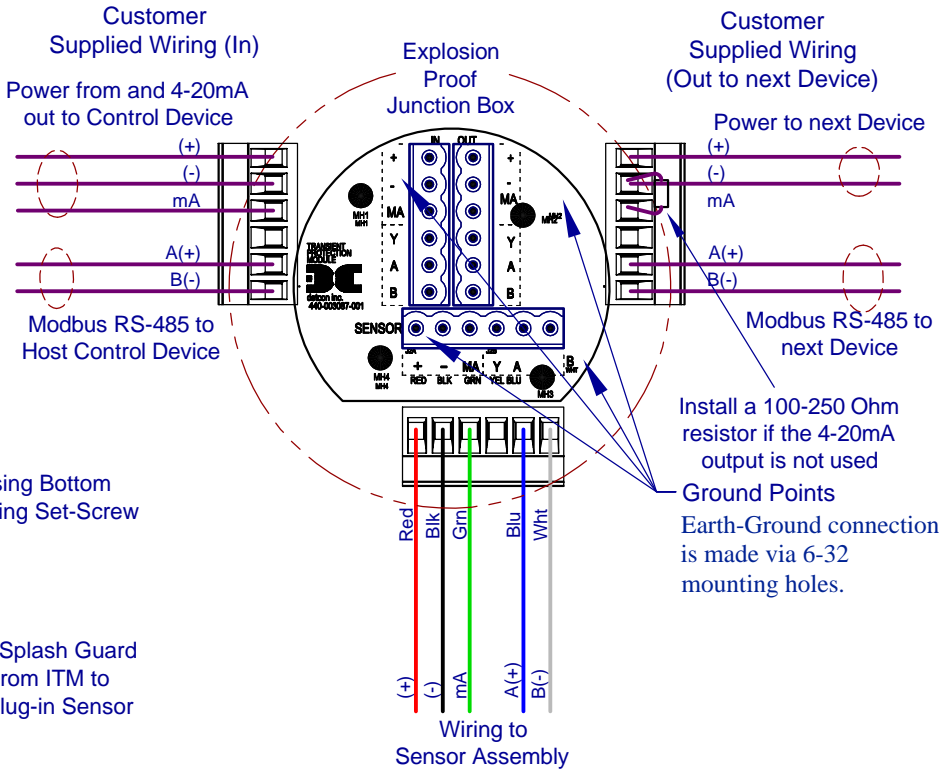 Customer
Supplied Wiring (In)
Power from and 4-20mA
out to Control Device
(+)
(-)
mA
A(+)
B(-)
Modbus RS-485 to
Host Control Device
Explosion
Proof
Junction Box
Customer
Supplied Wiring
(Out to next Device)
Power to next Device
(+)
(-)
mA
A(+)
B(-)
Modbus RS-485 to
next Device
IN OUT
+ +
- -
MA MA
Y Y
A A
B B
MH1
MH1
MH2
TRANSIENT
PROTECTION
MODULE
detcon inc.
440-003087-001
SENSOR
J2A J2B
+ − MA Y A B
RED BLK GRN YEL BLU WHT
MH4
MH4
MH3
Install a 100-250 Ohm
resistor if the 4-20mA
output is not used
Ground Points
Earth-Ground connection
is made via 6-32
mounting holes.
sing Bottom
ing Set-Screw
Splash Guard
rom ITM to
lug-in Sensor
Red
Blk
Grn
Blu
Wht
(+)
(-)
mA
A(+)
B(-)
Wiring to
Sensor Assembly